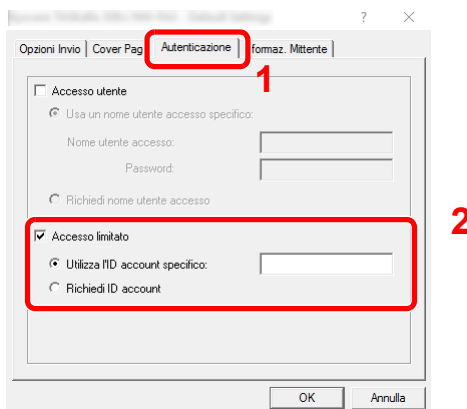 ?
Opzioni Invio Cover Pag Autenticazione formaz. Mittente
1
Accesso utente
Usa un nome utente accesso specifico:
Nome utente accesso:
Password:
Richiedi nome utente accesso
2
Accesso limitato
Utilizza l'ID account specifico:
Richiedi ID account
OK Annulla